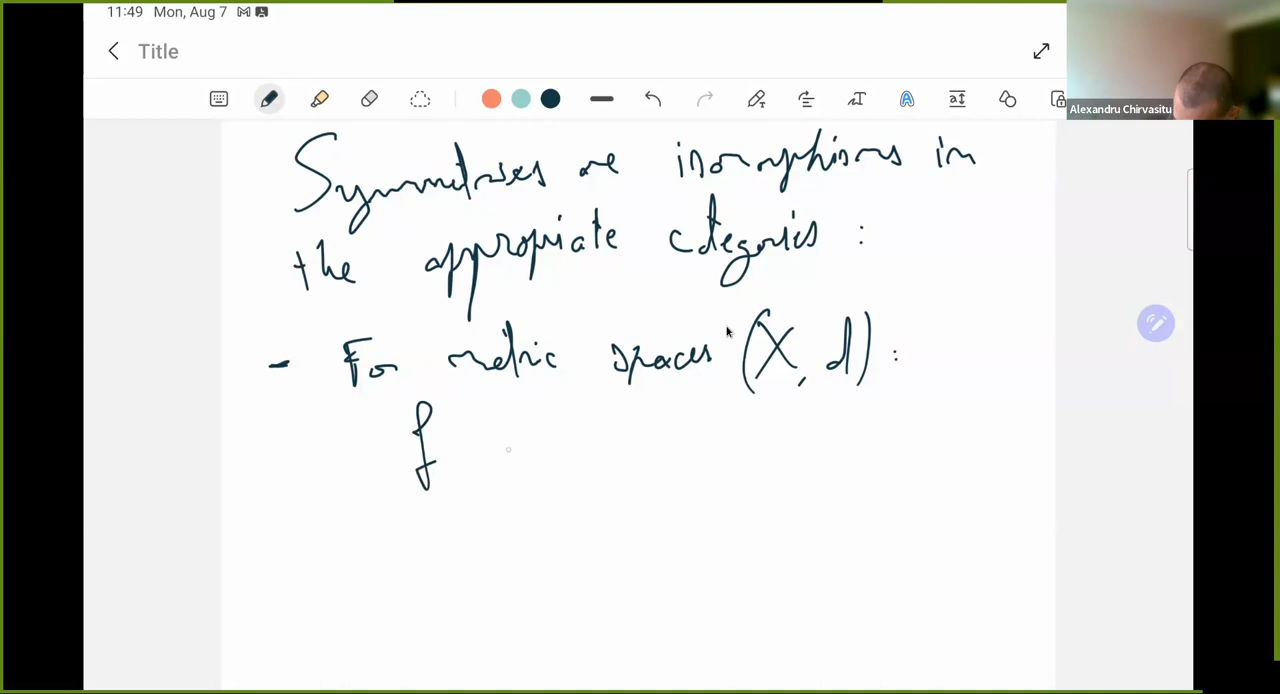 11:49 Mon, Aug 7
Title
Alexandru Chirvasitu
Symmetries are isomorphisms in
the appropriate categories :
- For metric spaces (X, d) :
f